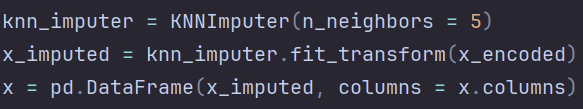 knn_imputer = KNNImputer(n_neighbors = 5)
x_imputed = knn_imputer.fit_transform(x_encoded)
x = pd.DataFrame(x_imputed, columns = x.columns)